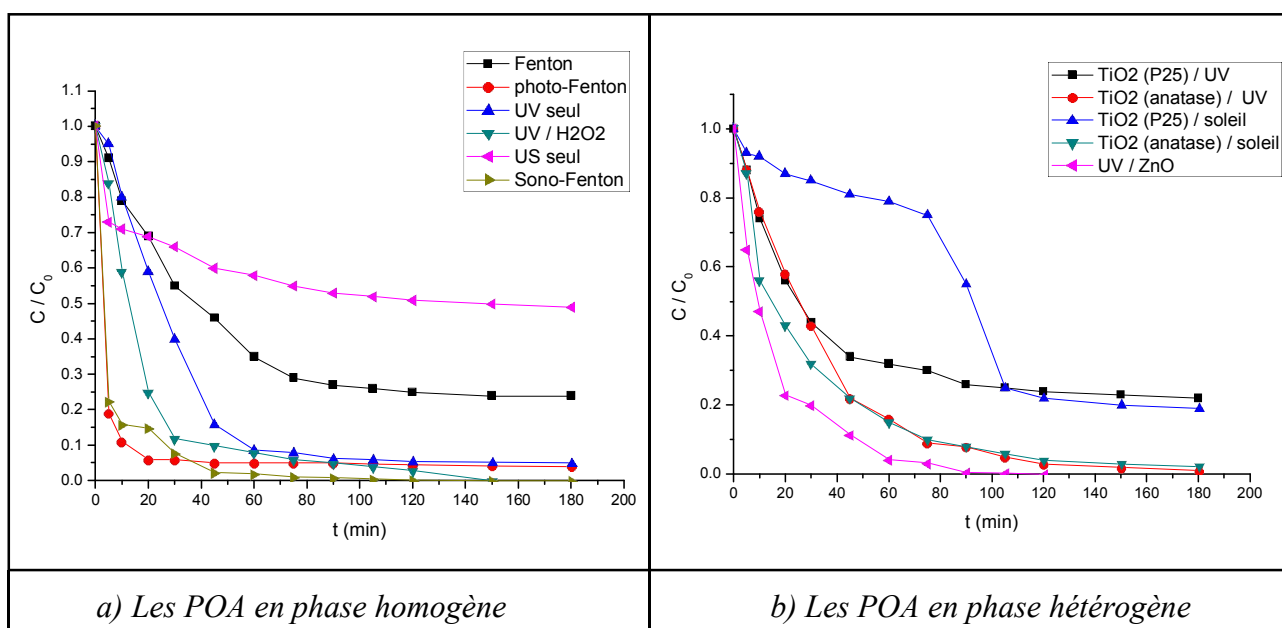 Fenton
photo-Fenton
UV seul
UV / H2O2
US seul
Sono-Fenton
1.1
1.0
0.9
0.8
0.7
0.6
0.5
0.4
0.3
0.2
0.1
0.0
C / C0
0 20 40 60 80 100 120 140 160 180 200
t (min)
TiO2 (P25) / UV
TiO2 (anatase) / UV
TiO2 (P25) / soleil
TiO2 (anatase) / soleil
UV / ZnO
1.0
0.8
0.6
0.4
0.2
0.0
C / C0
0 20 40 60 80 100 120 140 160 180 200
t (min)
a) Les POA en phase homogène
b) Les POA en phase hétérogène